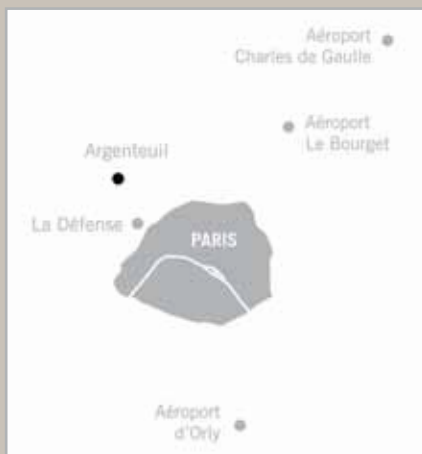 Aéroport
Charles de Gaulle
Aéroport
Le Bourget
Argenteuil
La Défense
PARIS
Aéroport
d'Orly